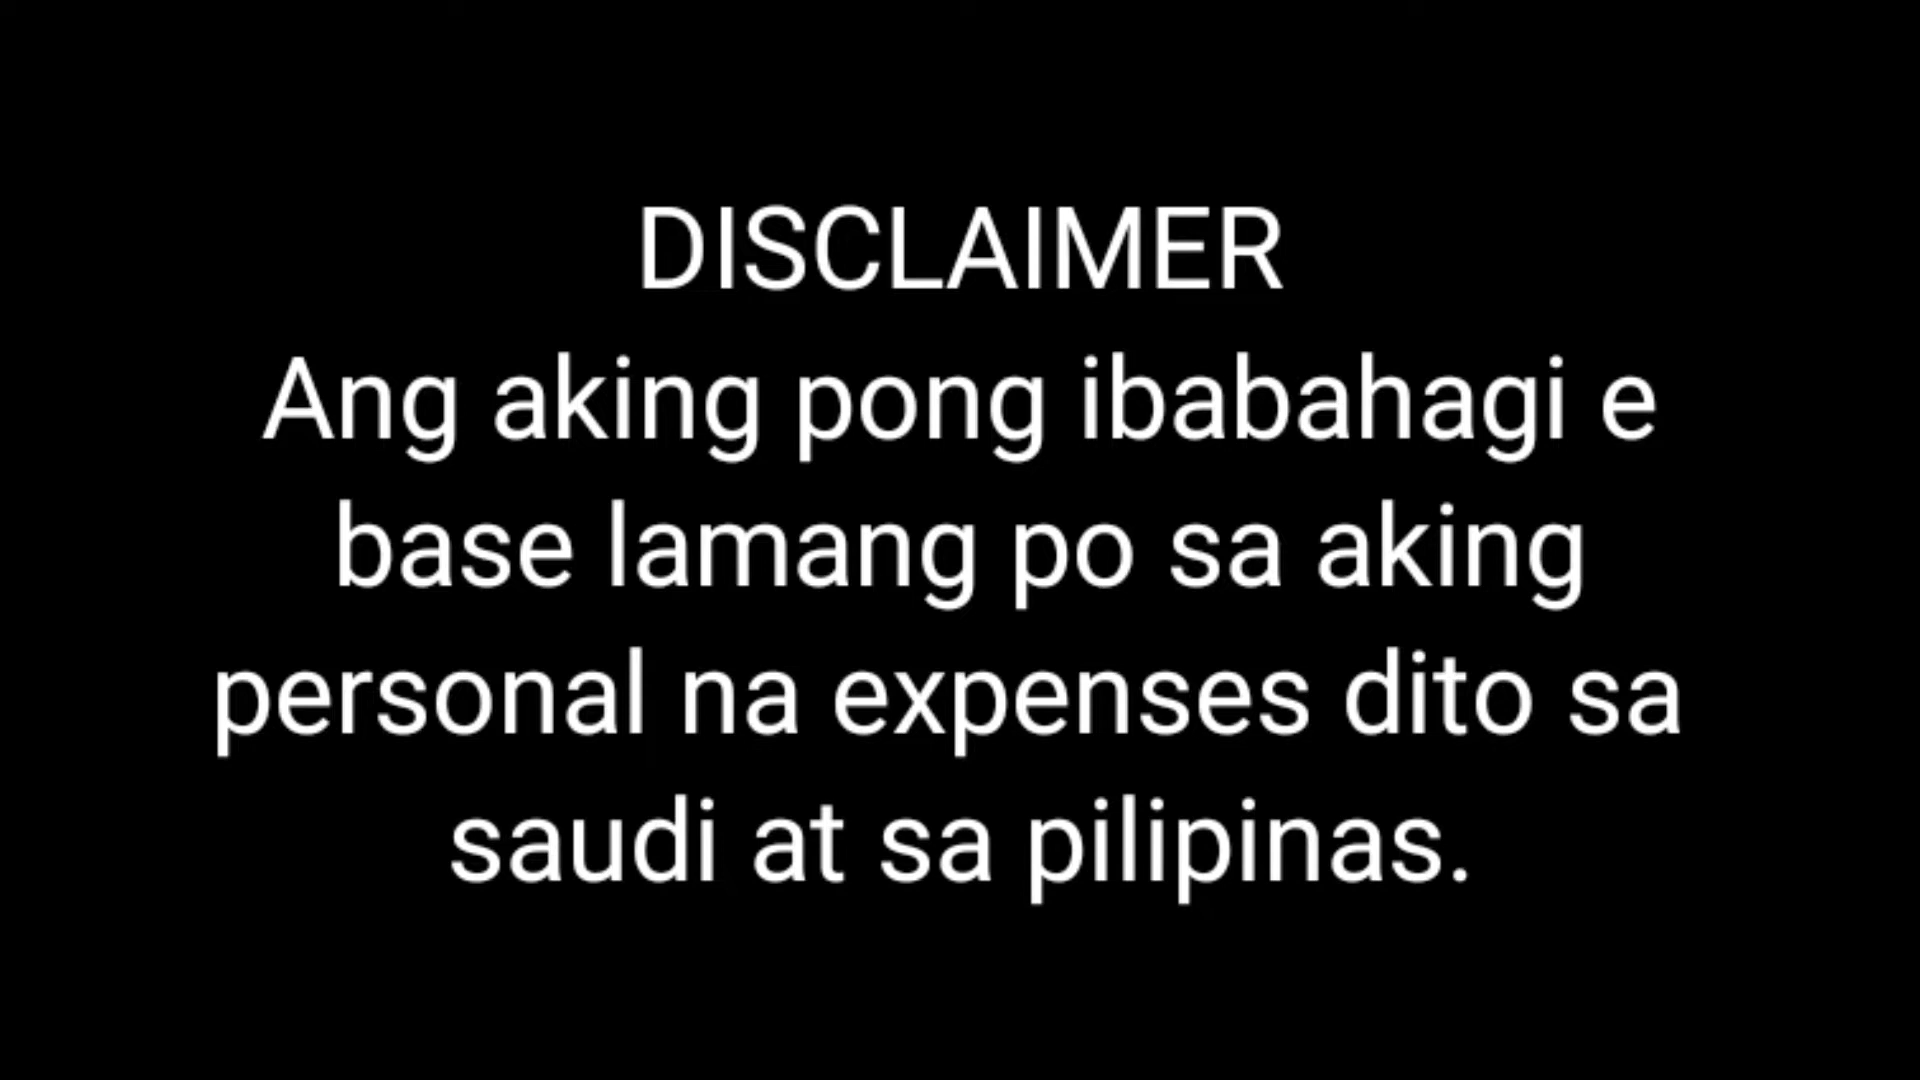 DISCLAIMER
Ang aking pong ibabahagi e
base lamang po sa aking
personal na expenses dito sa
saudi at sa pilipinas.